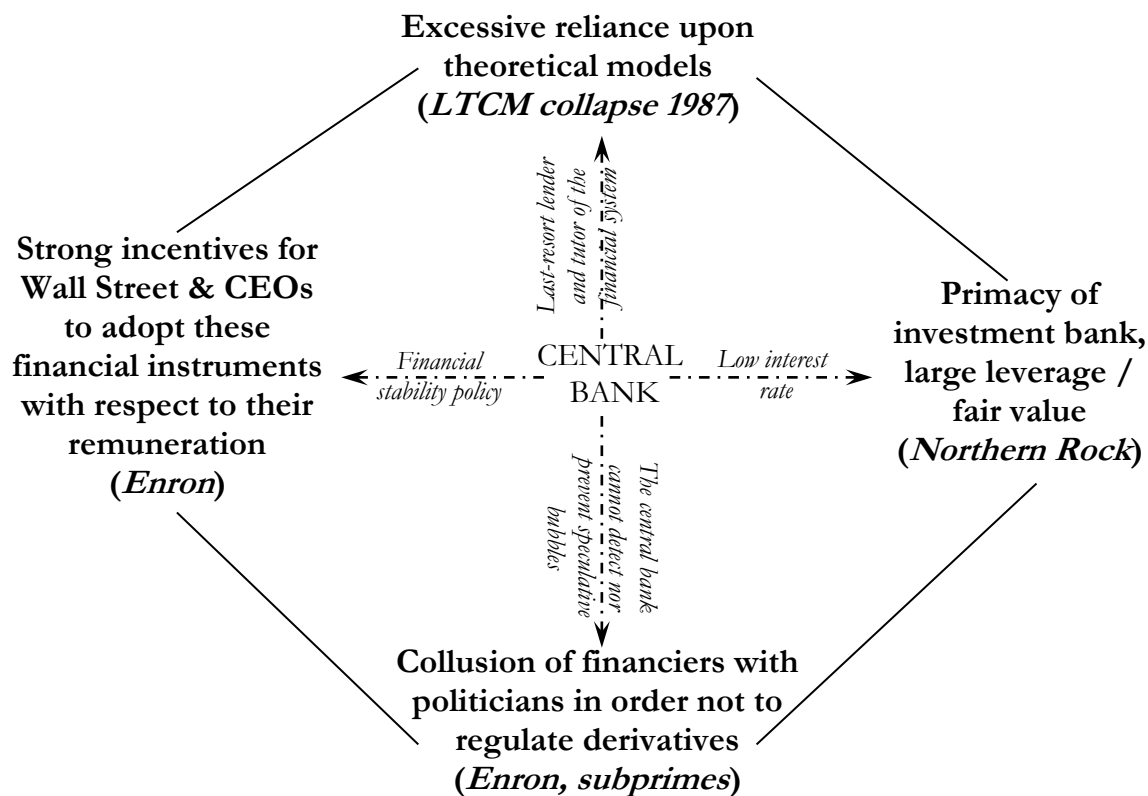 Excessive reliance upon
theoretical models
(LTCM collapse 1987)
Last-resort lender
and tutor of the
financial system
Strong incentives for
Wall Street & CEOs
to adopt these
financial instruments
with respect to their
remuneration
(Enron)
Financial
stability policy
CENTRAL
BANK
Low interest
rate
Primacy of
investment bank,
large leverage /
fair value
(Northern Rock)
The central bank
cannot detect nor
prevent speculative
bubbles
Collusion of financiers with
politicians in order not to
regulate derivatives
(Enron, subprimes)